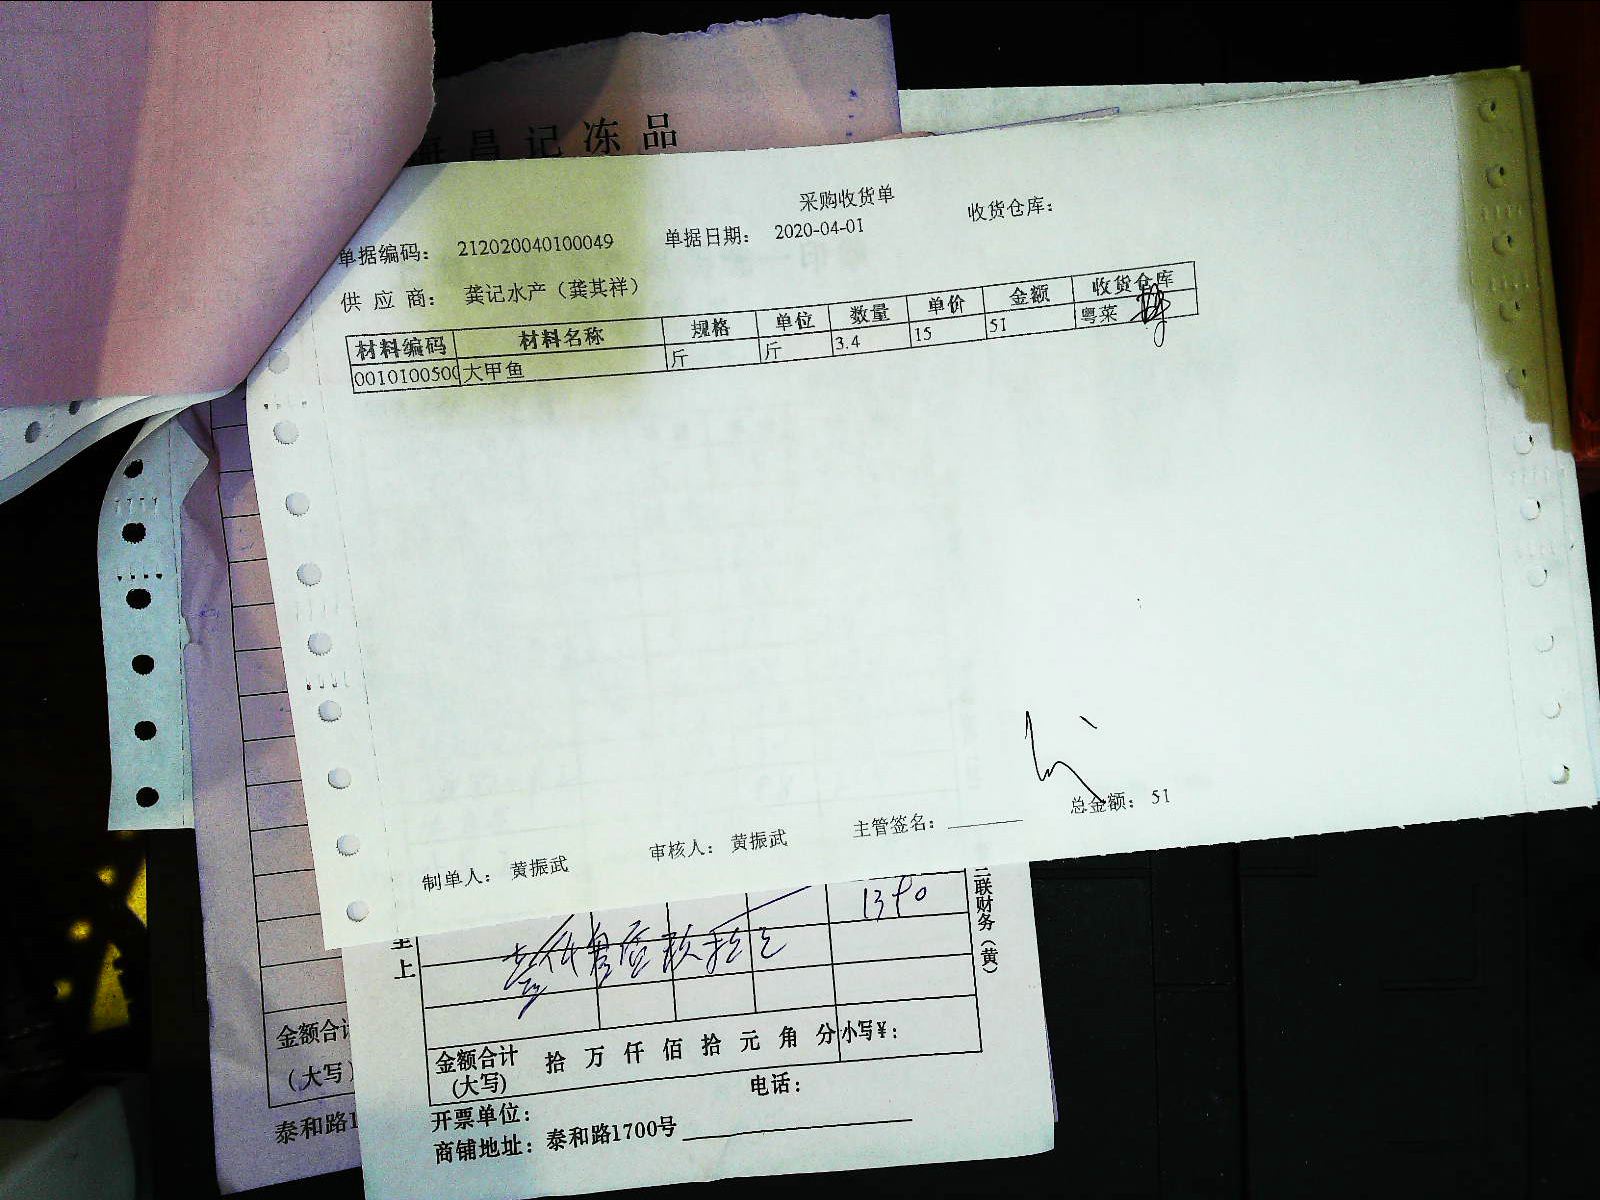 昌记冻品
采购收货单
单据编码： 212020040100049 单据日期： 2020-04-01 收货仓库：
供 应 商： 龚记水产（龚其祥）
材料编码 材料名称 规格 单位 数量 单价 金额 收货仓库
0010100500 大甲鱼 斤 斤 3.4 15 51 粤菜
总金额： 51
制单人： 黄振武 审核人： 黄振武 主管签名：
三联财务（黄）
上
金额合计 拾 万 仟 佰 拾 元 角 分 小写¥：
(大写)
电话：
开票单位：
商铺地址：泰和路1700号
金额合计
（大写）
泰和路1